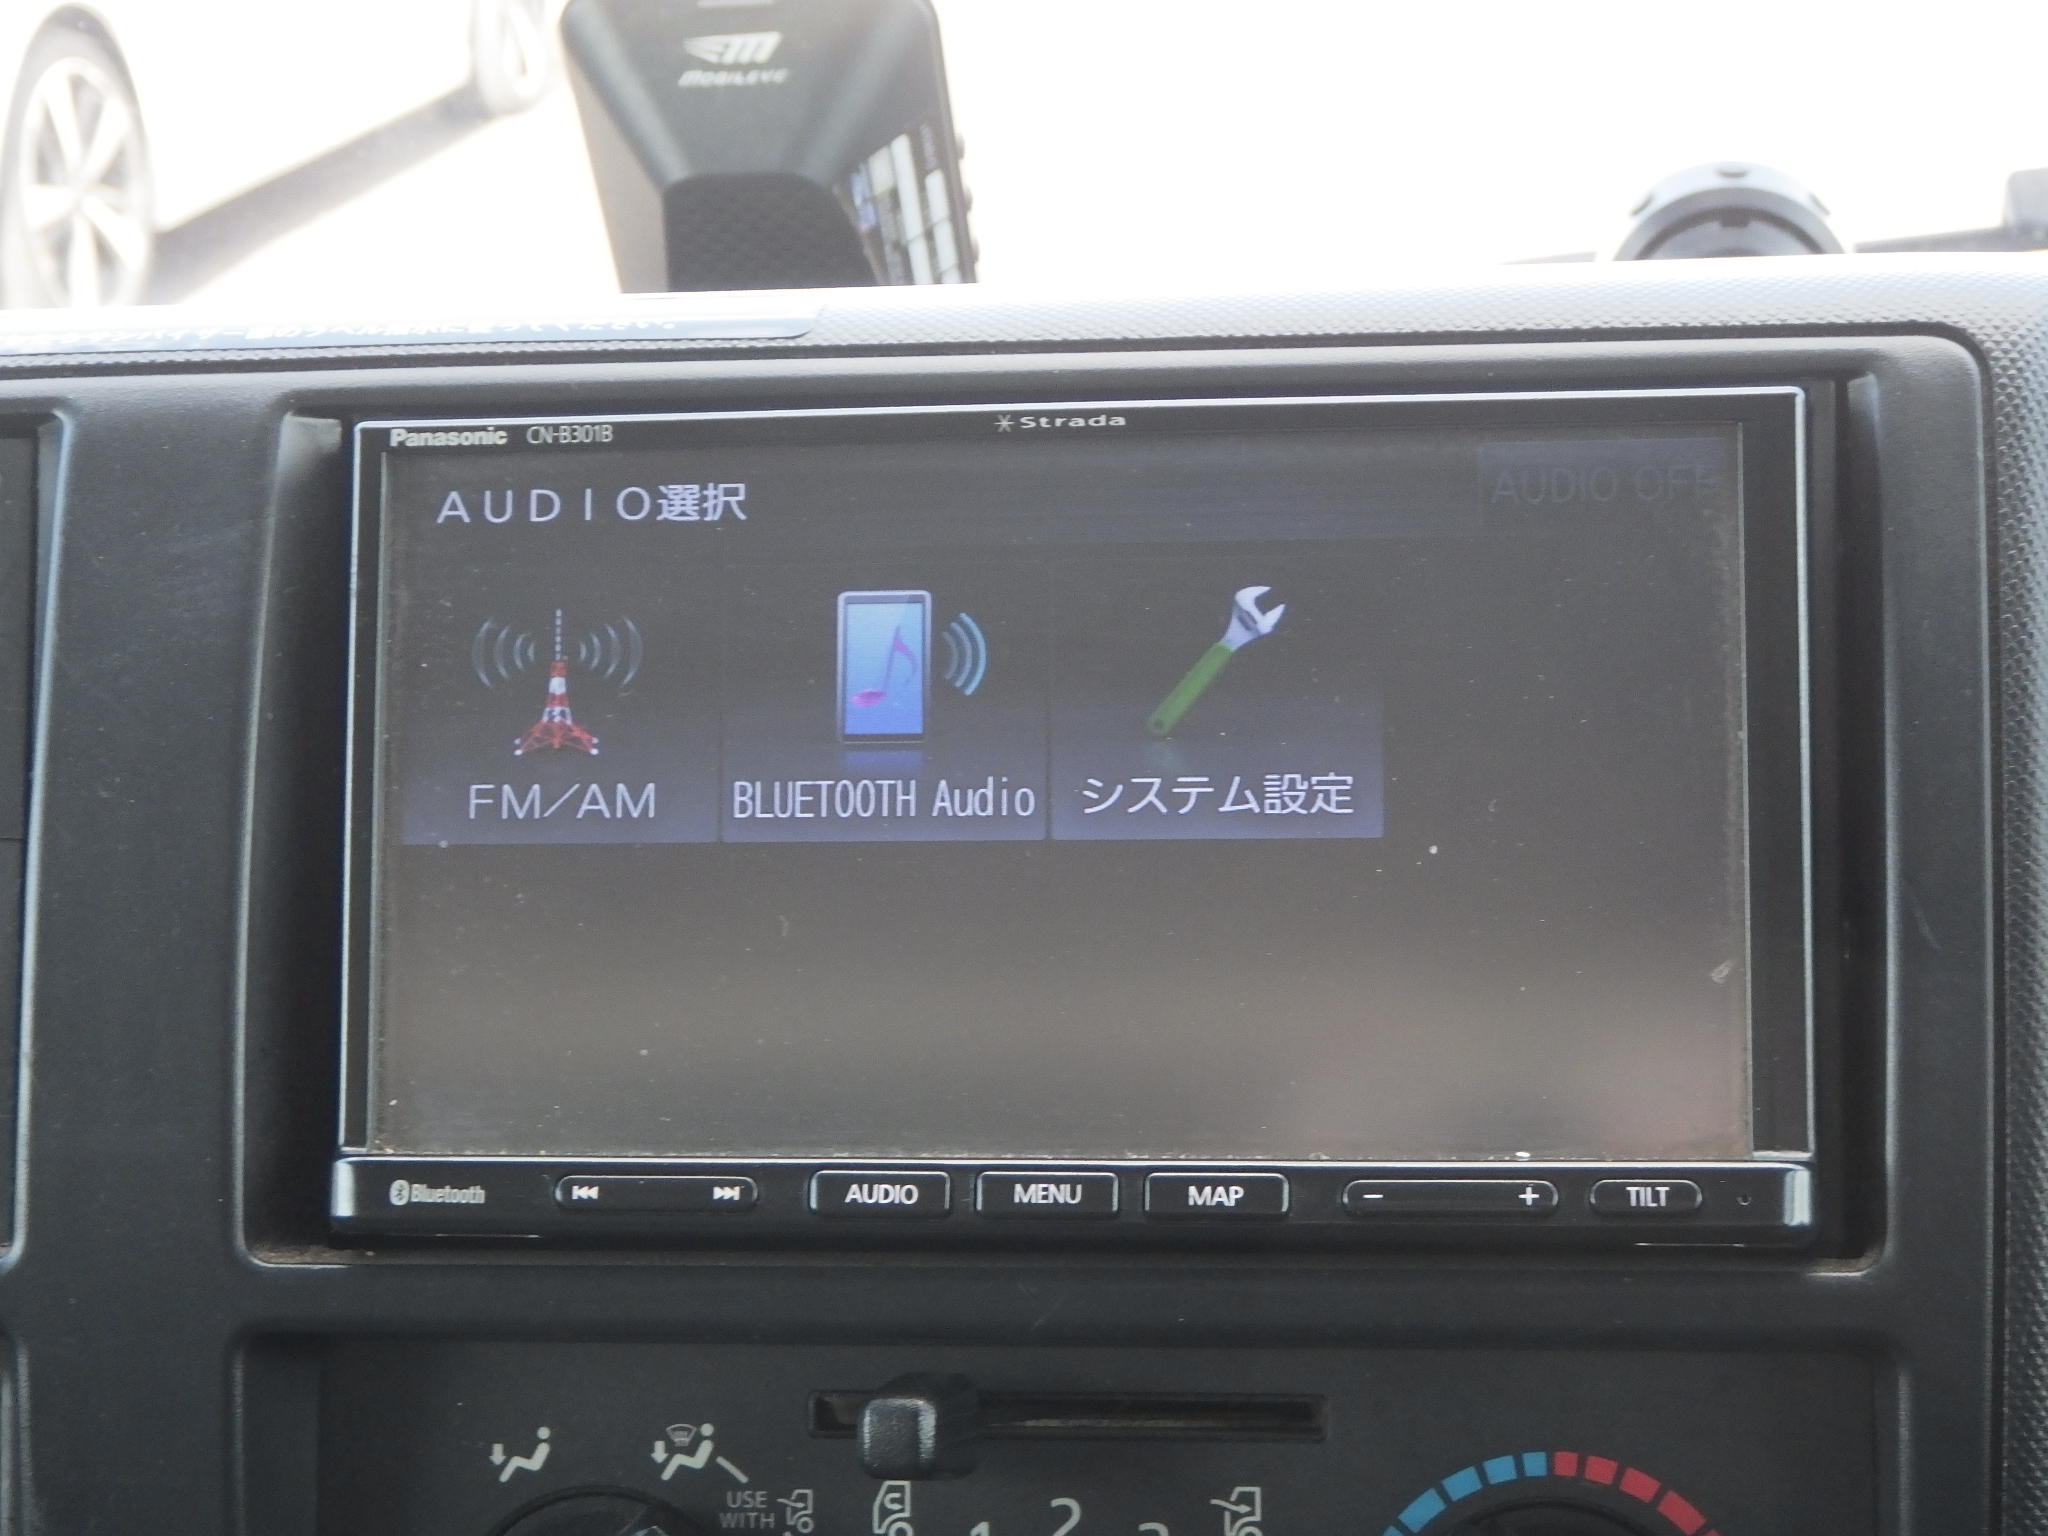 MOBILEYE
Panasonic CN-B301B
Strada
AUDIO選択
AUDIO OFF
FM/AM
BLUETOOTH Audio
システム設定
Bluetooth
AUDIO
MENU
MAP
－
＋
TILT
USE
WITH
1
2
3